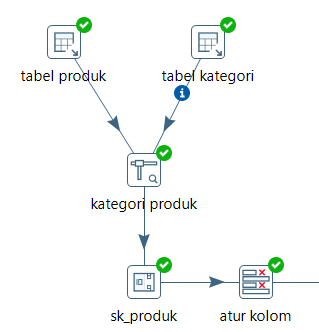 tabel produk
tabel kategori
kategori produk
sk_produk
atur kolom